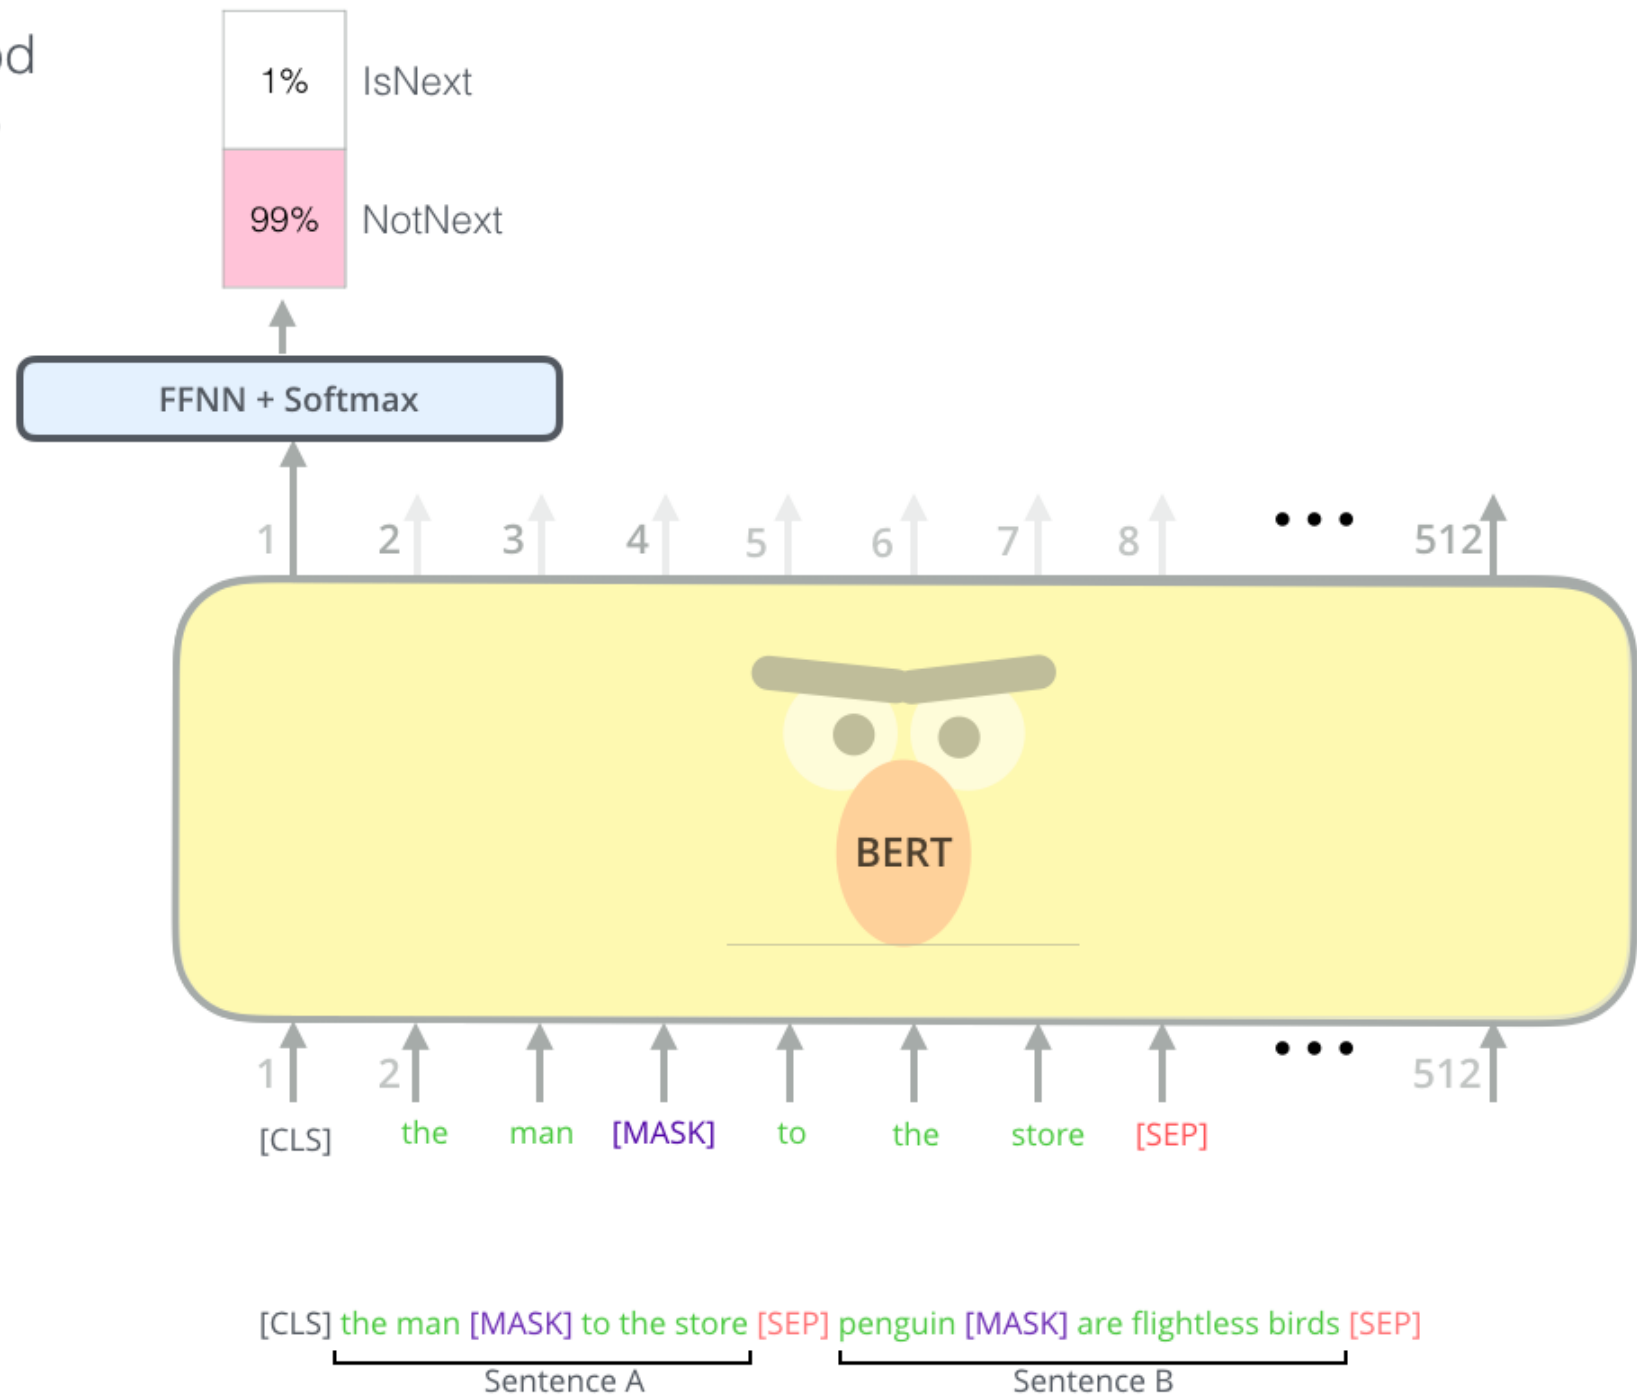 1% IsNext
99% NotNext
FFNN + Softmax
1 2 3 4 5 6 7 8 ••• 512
BERT
1 2 ••• 512
[CLS] the man [MASK] to the store [SEP]
[CLS] the man [MASK] to the store [SEP] penguin [MASK] are flightless birds [SEP]
Sentence A Sentence B